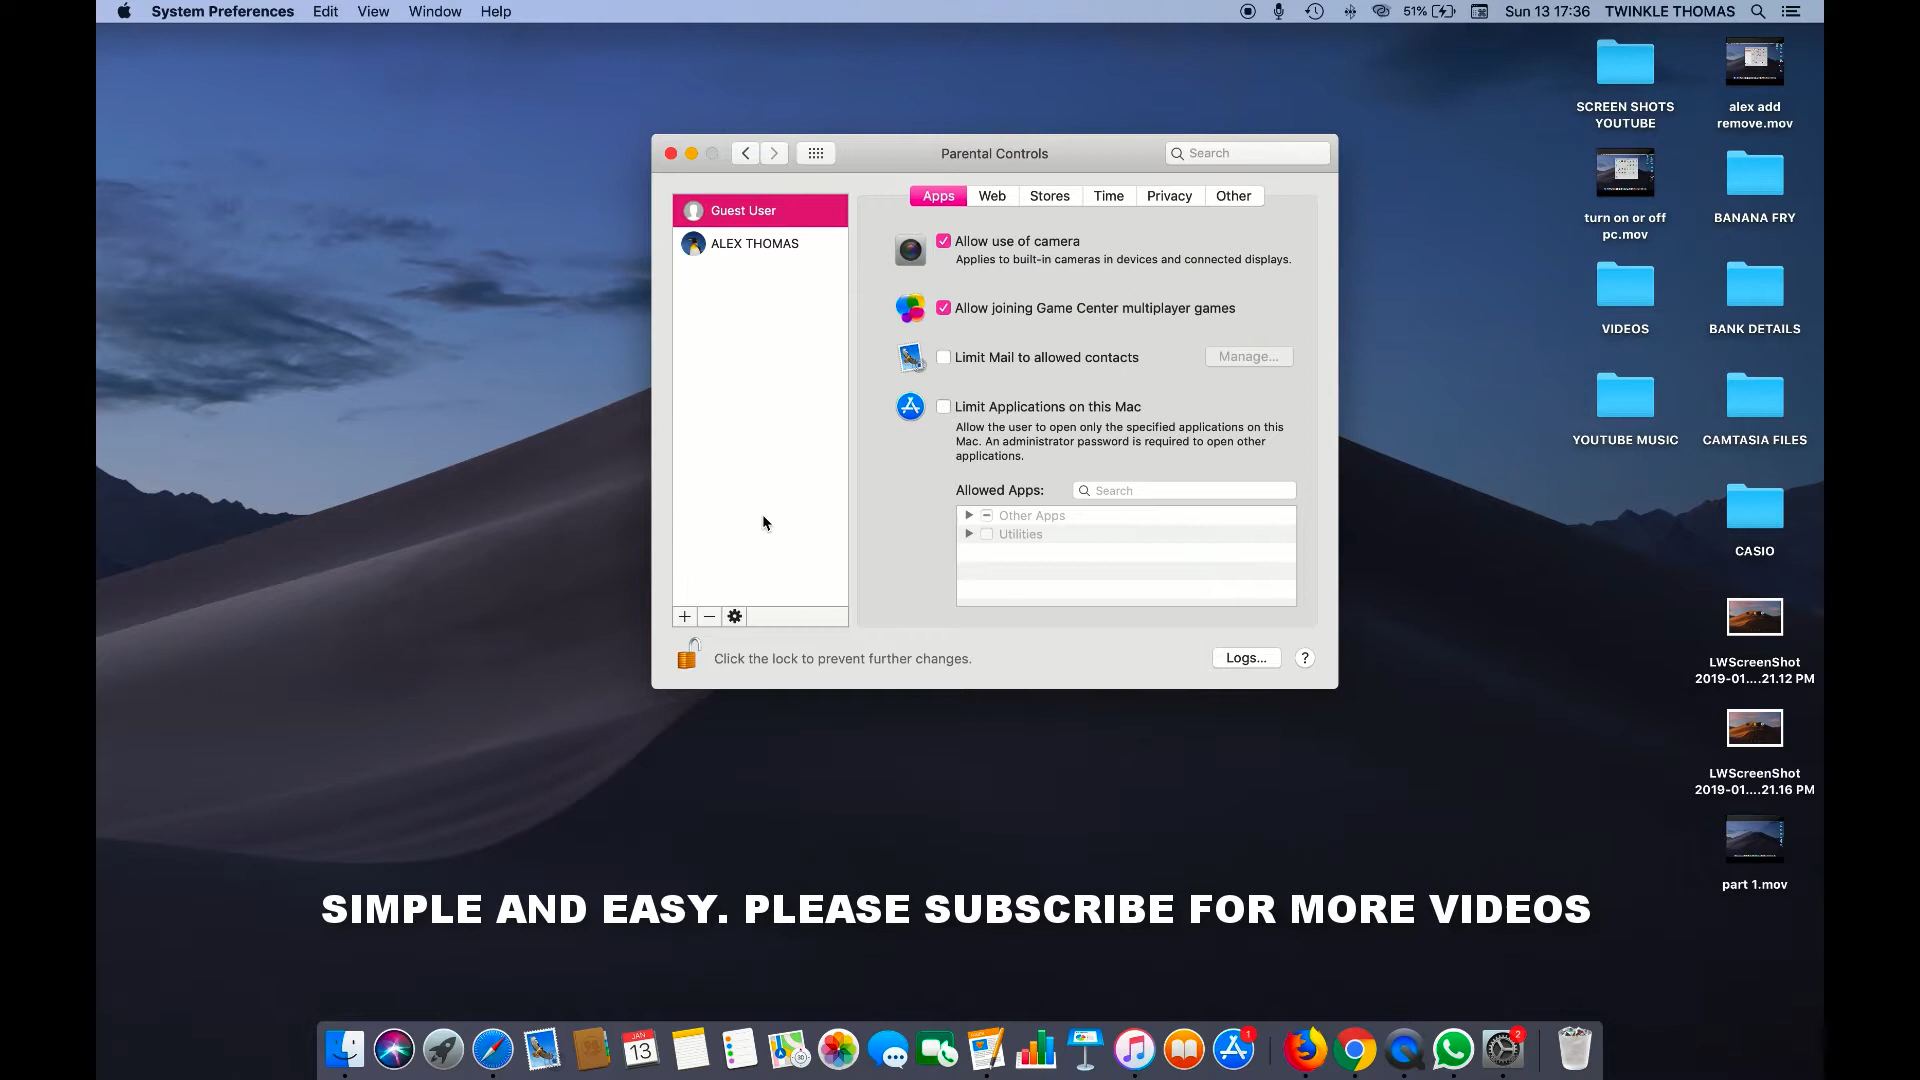 System Preferences Edit View Window Help
51% Sun 13 17:36 TWINKLE THOMAS
Parental Controls
Search
Guest User
ALEX THOMAS
Apps Web Stores Time Privacy Other
Allow use of camera
Applies to built-in cameras in devices and connected displays.
Allow joining Game Center multiplayer games
Limit Mail to allowed contacts
Manage...
Limit Applications on this Mac
Allow the user to open only the specified applications on this
Mac. An administrator password is required to open other
applications.
Allowed Apps:
Search
Other Apps
Utilities
Click the lock to prevent further changes.
Logs...
?
SCREEN SHOTS
YOUTUBE
alex add
remove.mov
turn on or off
pc.mov
BANANA FRY
VIDEOS
BANK DETAILS
YOUTUBE MUSIC
CAMTASIA FILES
CASIO
LWScreenShot
2019-01....21.12 PM
LWScreenShot
2019-01....21.16 PM
part 1.mov
SIMPLE AND EASY. PLEASE SUBSCRIBE FOR MORE VIDEOS
JAN
13
1
2